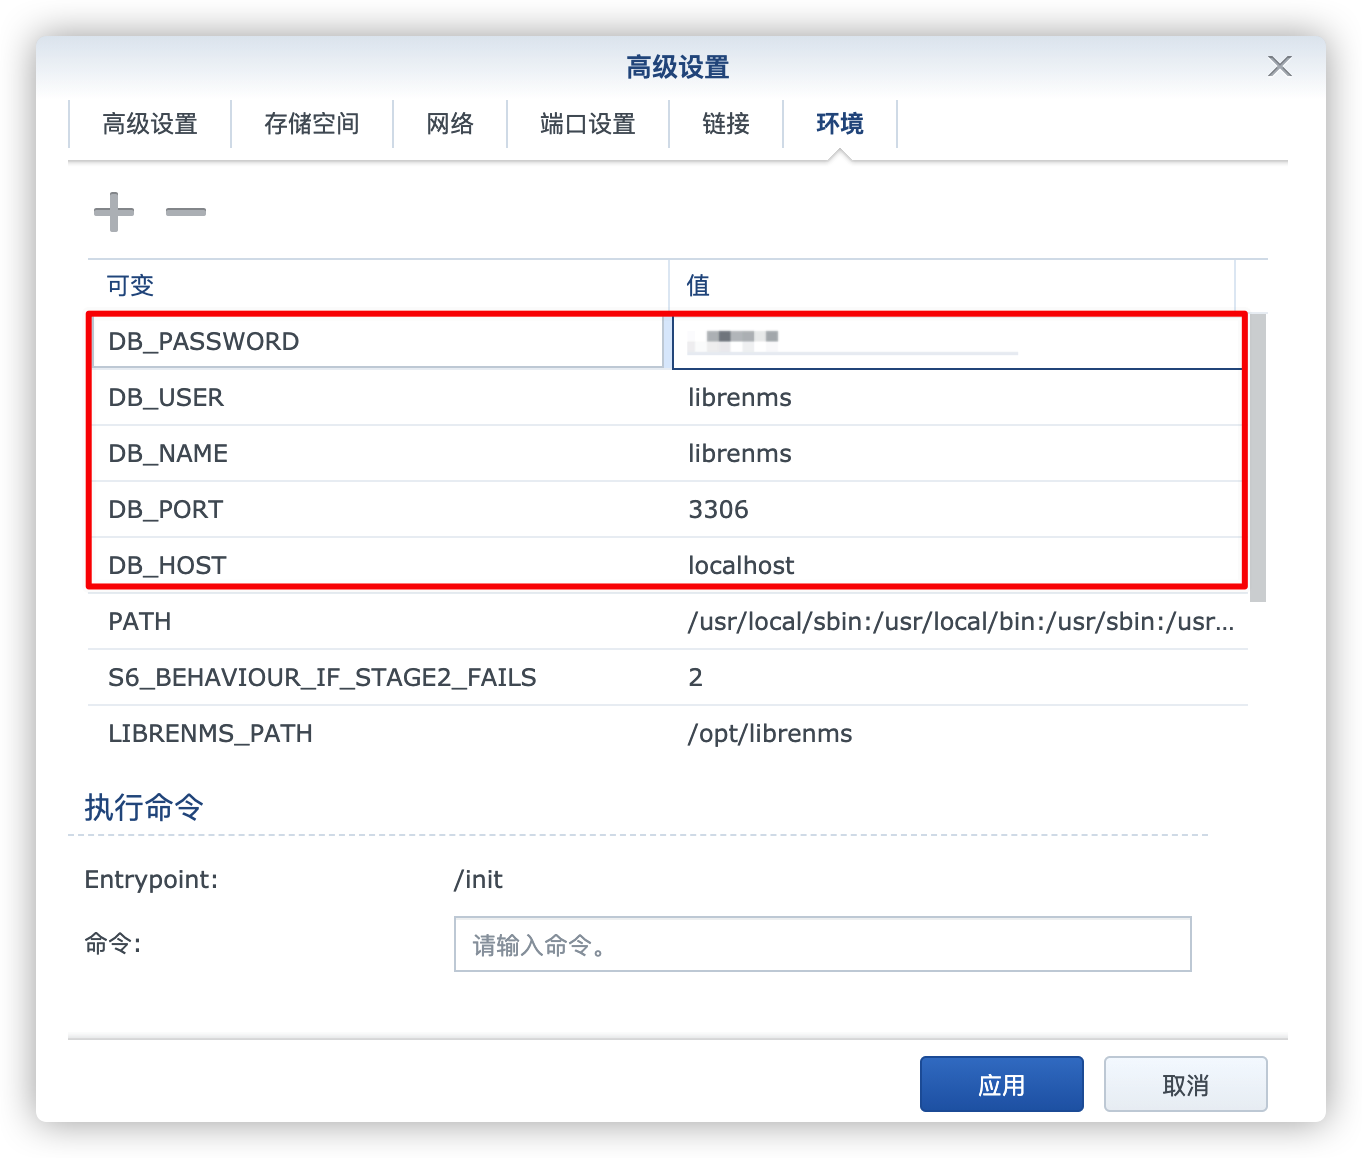 高级设置
高级设置 存储空间 网络 端口设置 链接 环境
可变 值
DB_PASSWORD
DB_USER librenms
DB_NAME librenms
DB_PORT 3306
DB_HOST localhost
PATH /usr/local/sbin:/usr/local/bin:/usr/sbin:/usr...
S6_BEHAVIOUR_IF_STAGE2_FAILS 2
LIBRENMS_PATH /opt/librenms
执行命令
Entrypoint: /init
命令: 请输入命令。
应用 取消